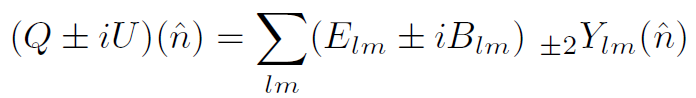 (Q ± iU)(n̂) = ∑_{lm} (E_{lm} ± iB_{lm}) _{±2}Y_{lm}(n̂)